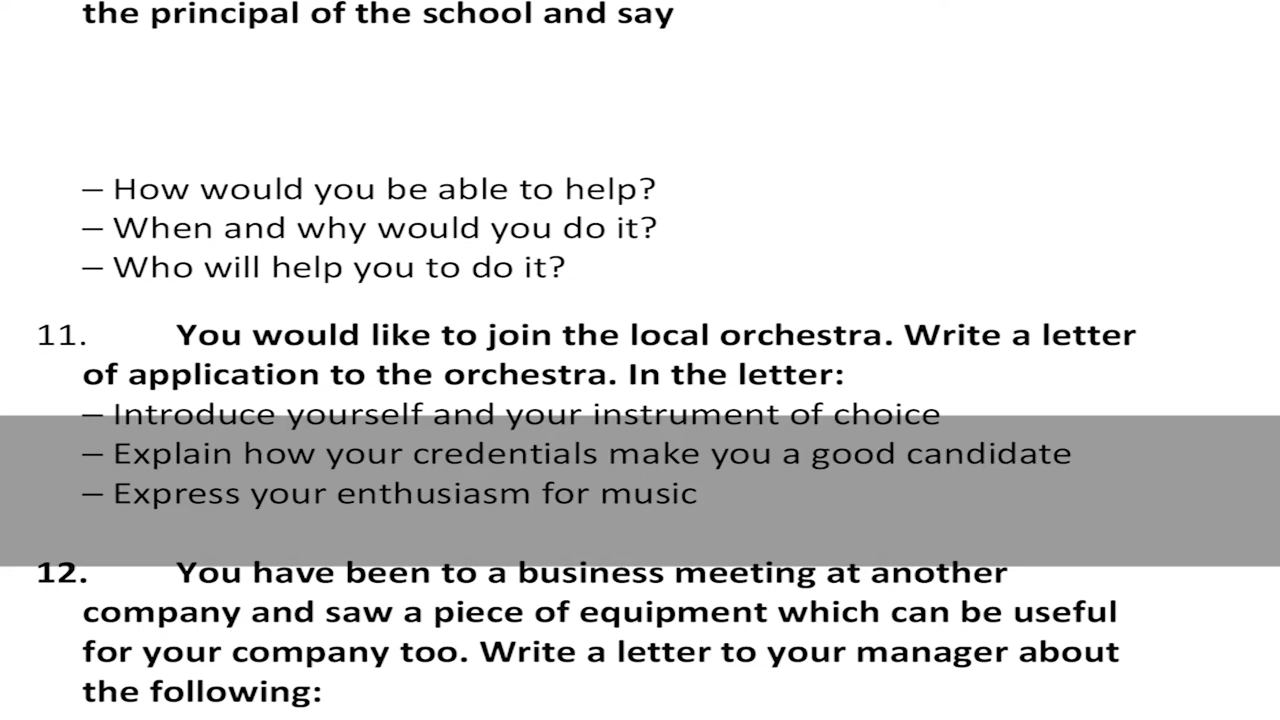 the principal of the school and say
– How would you be able to help?
– When and why would you do it?
– Who will help you to do it?
11. You would like to join the local orchestra. Write a letter
of application to the orchestra. In the letter:
– Introduce yourself and your instrument of choice
– Explain how your credentials make you a good candidate
– Express your enthusiasm for music
12. You have been to a business meeting at another
company and saw a piece of equipment which can be useful
for your company too. Write a letter to your manager about
the following: